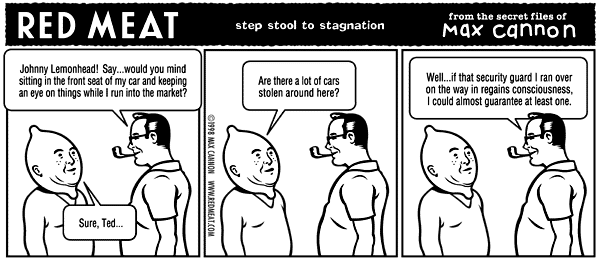 RED MEAT
step stool to stagnation
from the secret files of
Max cannon
Johnny Lemonhead! Say...would you mind
sitting in the front seat of my car and keeping
an eye on things while I run into the market?
Sure, Ted...
©1998 MAX CANNON WWW.REDMEAT.COM
Are there a lot of cars
stolen around here?
Well...if that security guard I ran over
on the way in regains consciousness,
I could almost guarantee at least one.